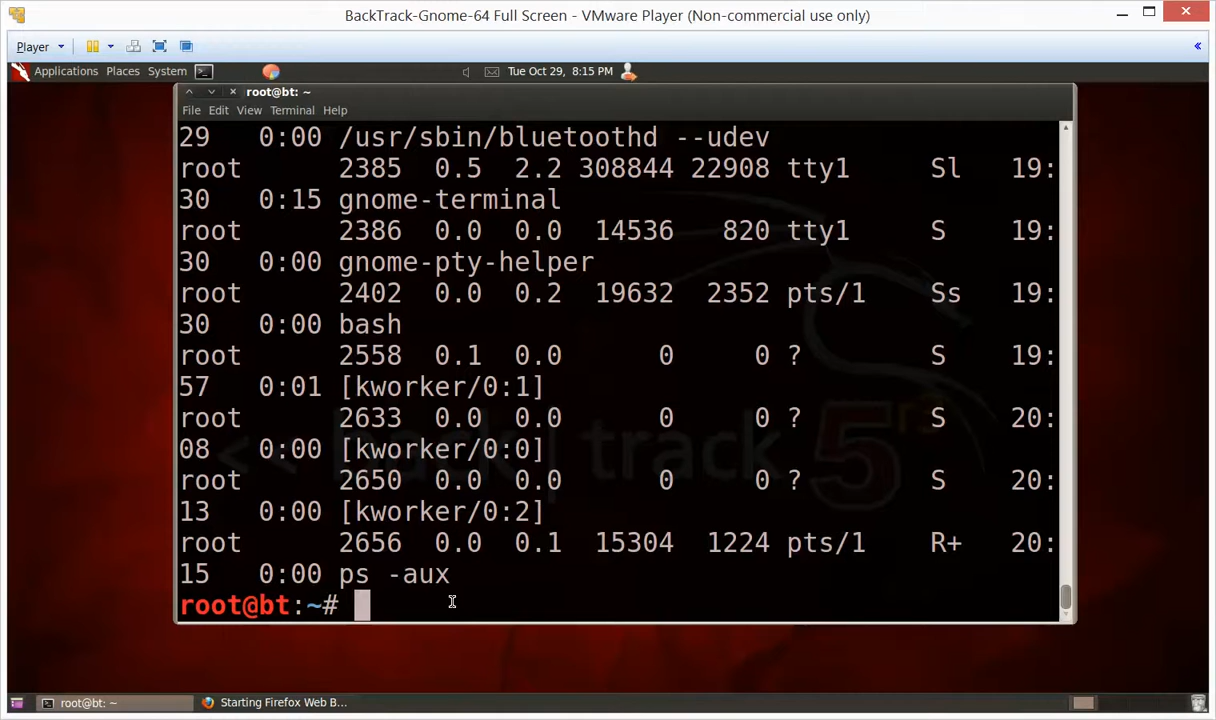 BackTrack-Gnome-64 Full Screen - VMware Player (Non-commercial use only)
Player
Applications Places System Tue Oct 29, 8:15 PM
root@bt: ~
File Edit View Terminal Help
29 0:00 /usr/sbin/bluetoothd --udev
root 2385 0.5 2.2 308844 22908 tty1 Sl 19:
30 0:15 gnome-terminal
root 2386 0.0 0.0 14536 820 tty1 S 19:
30 0:00 gnome-pty-helper
root 2402 0.0 0.2 19632 2352 pts/1 Ss 19:
30 0:00 bash
root 2558 0.1 0.0 0 0 ? S 19:
57 0:01 [kworker/0:1]
root 2633 0.0 0.0 0 0 ? S 20:
08 0:00 [kworker/0:0]
root 2650 0.0 0.0 0 0 ? S 20:
13 0:00 [kworker/0:2]
root 2656 0.0 0.1 15304 1224 pts/1 R+ 20:
15 0:00 ps -aux
root@bt:~#
<< back | track 5 r3
root@bt: ~ Starting Firefox Web B...